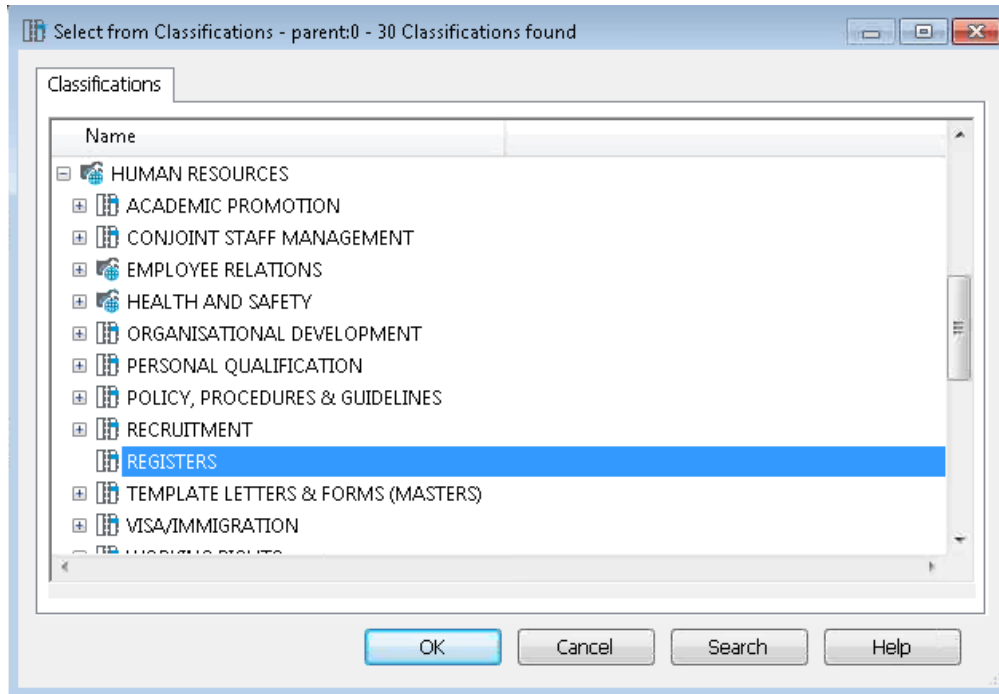 Select from Classifications - parent:0 - 30 Classifications found
Classifications
Name
HUMAN RESOURCES
ACADEMIC PROMOTION
CONJOINT STAFF MANAGEMENT
EMPLOYEE RELATIONS
HEALTH AND SAFETY
ORGANISATIONAL DEVELOPMENT
PERSONAL QUALIFICATION
POLICY, PROCEDURES & GUIDELINES
RECRUITMENT
REGISTERS
TEMPLATE LETTERS & FORMS (MASTERS)
VISA/IMMIGRATION
OK Cancel Search Help